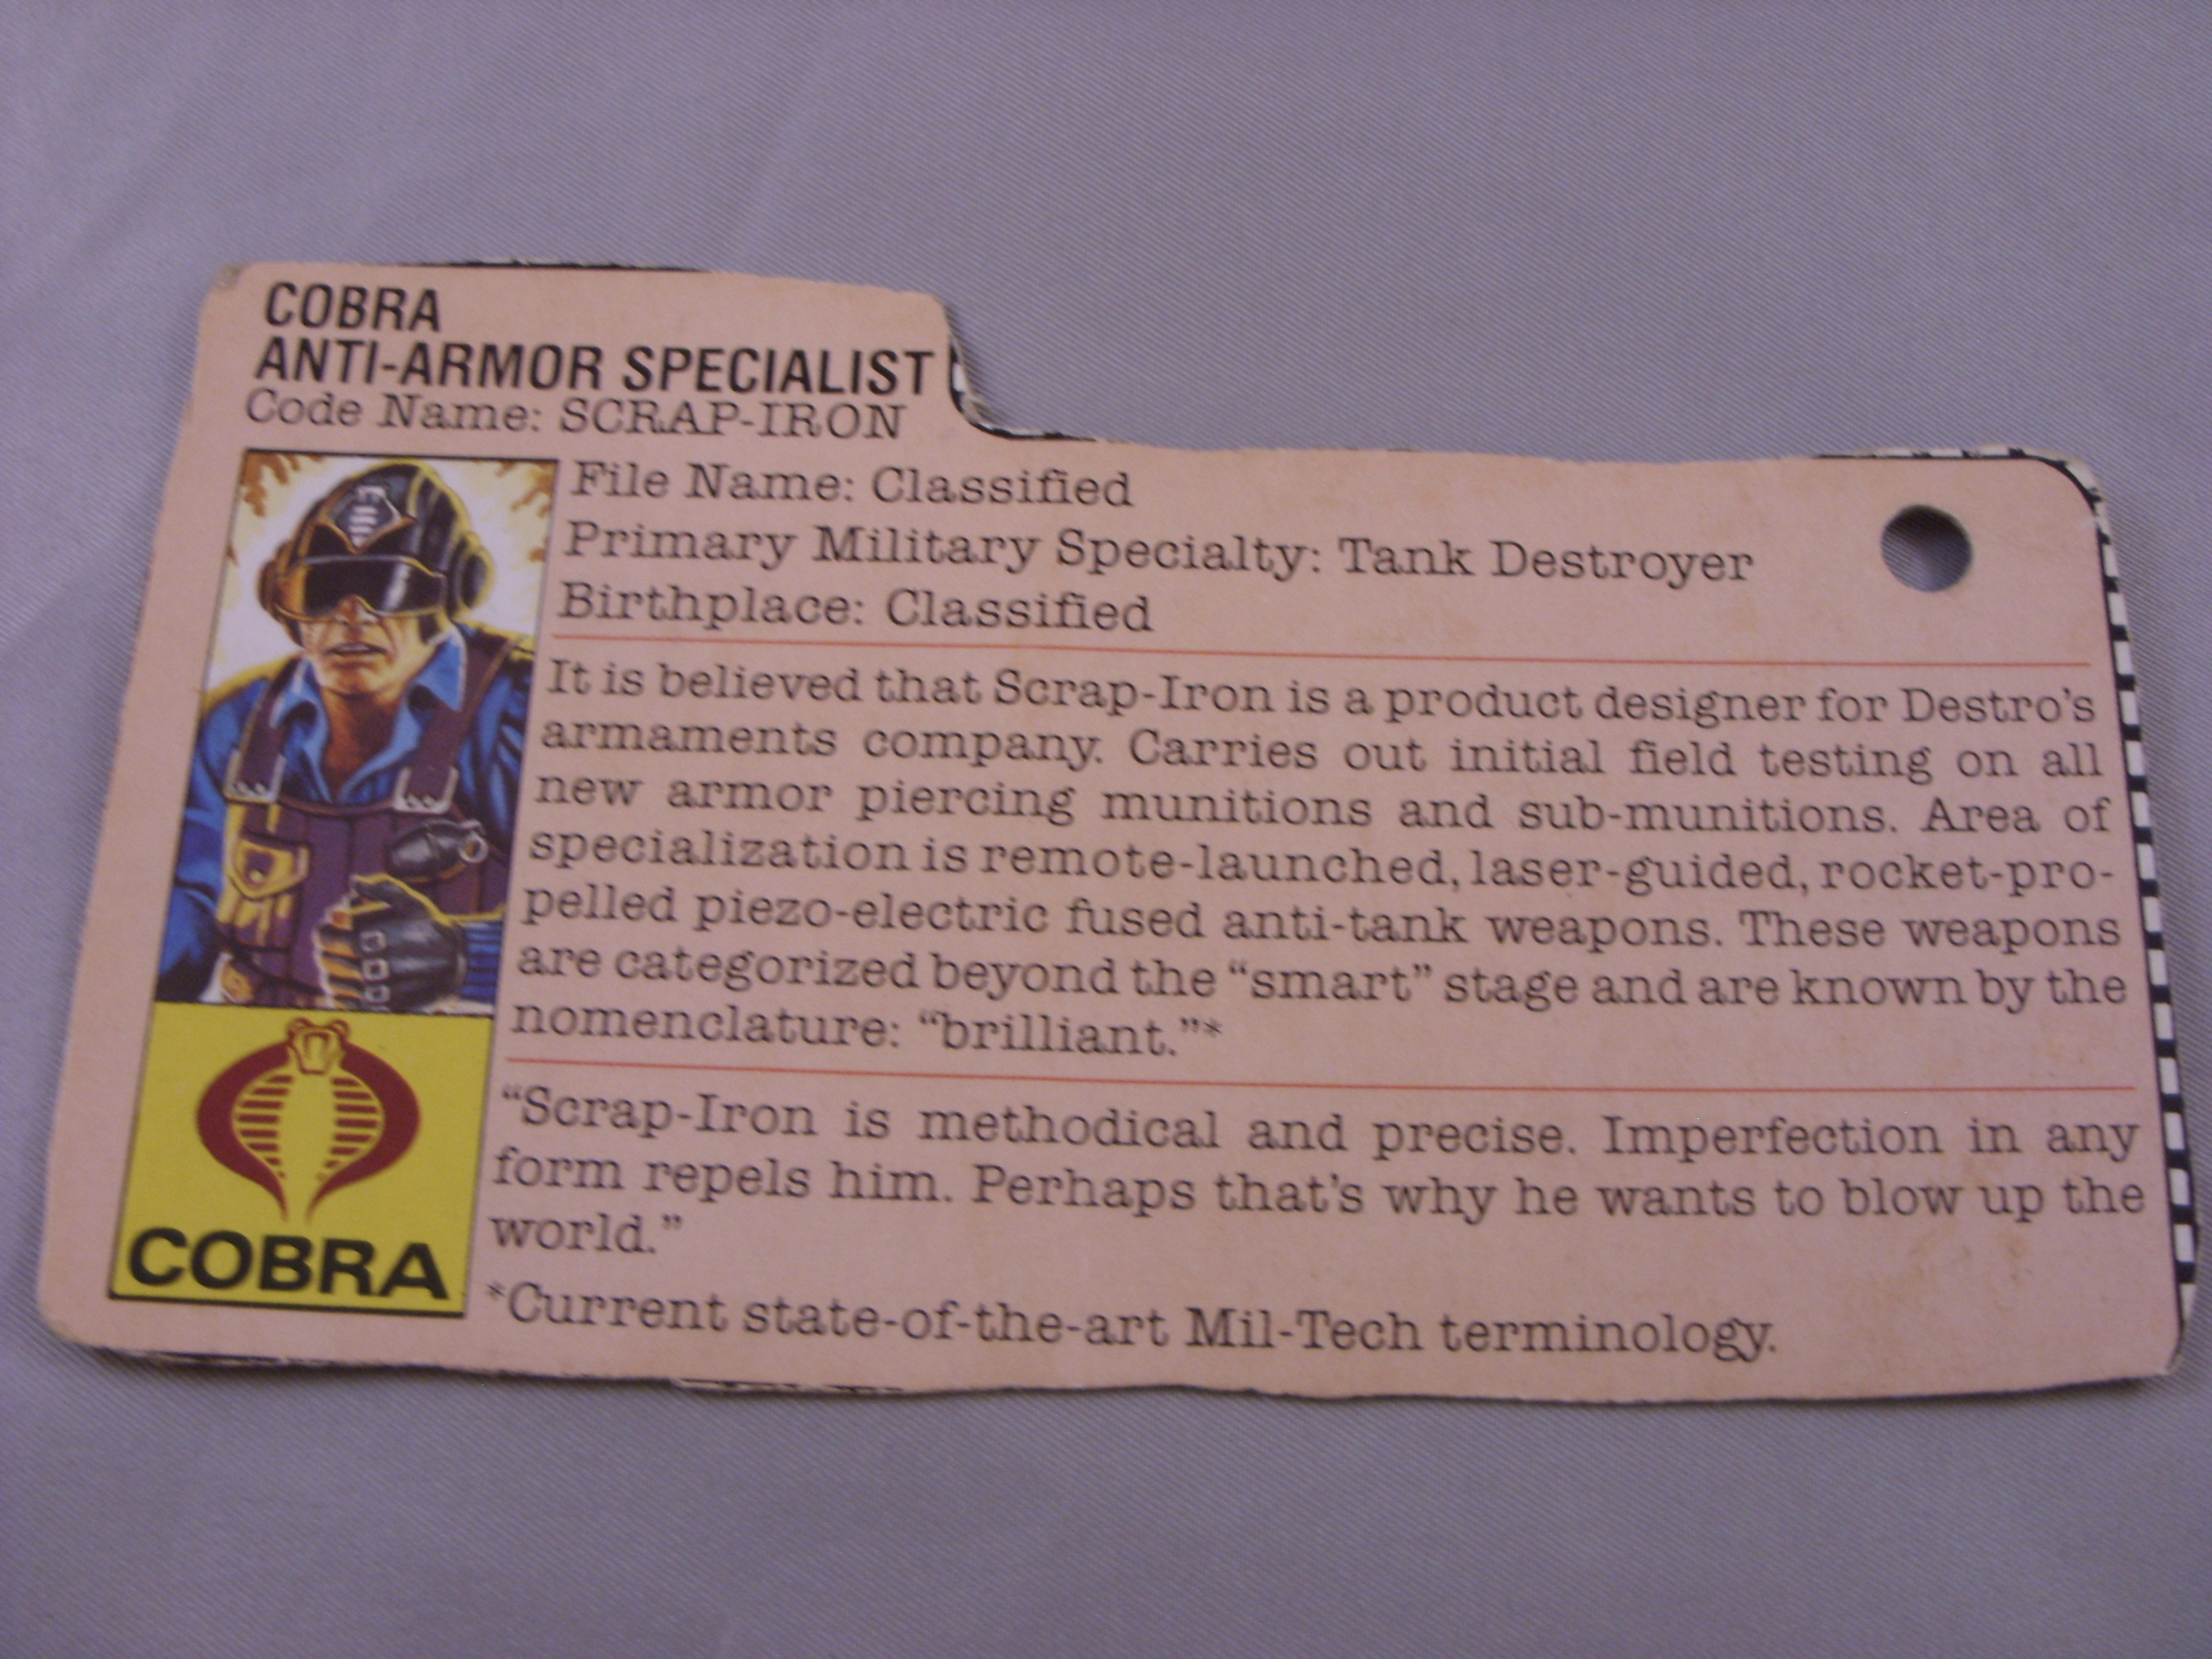 COBRA
ANTI-ARMOR SPECIALIST
Code Name: SCRAP-IRON
File Name: Classified
Primary Military Specialty: Tank Destroyer
Birthplace: Classified
It is believed that Scrap-Iron is a product designer for Destro's
armaments company. Carries out initial field testing on all
new armor piercing munitions and sub-munitions. Area of
specialization is remote-launched, laser-guided, rocket-pro-
pelled piezo-electric fused anti-tank weapons. These weapons
are categorized beyond the “smart” stage and are known by the
nomenclature: “brilliant.”*
“Scrap-Iron is methodical and precise. Imperfection in any
form repels him. Perhaps that's why he wants to blow up the
world.”
*Current state-of-the-art Mil-Tech terminology.
COBRA